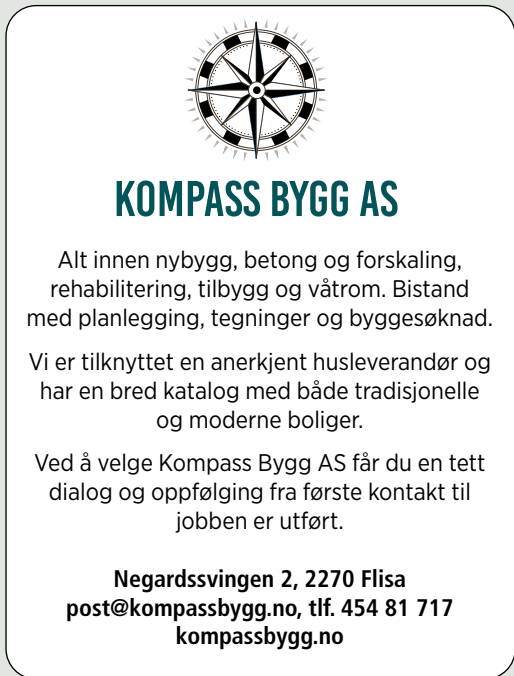 KOMPASS BYGG AS
Alt innen nybygg, betong og forskaling,
rehabilitering, tilbygg og våtrom. Bistand
med planlegging, tegninger og byggesøknad.
Vi er tilknyttet en anerkjent husleverandør og
har en bred katalog med både tradisjonelle
og moderne boliger.
Ved å velge Kompass Bygg AS får du en tett
dialog og oppfølging fra første kontakt til
jobben er utført.
Negardssvingen 2, 2270 Flisa
post@kompassbygg.no, tlf. 454 81 717
kompassbygg.no